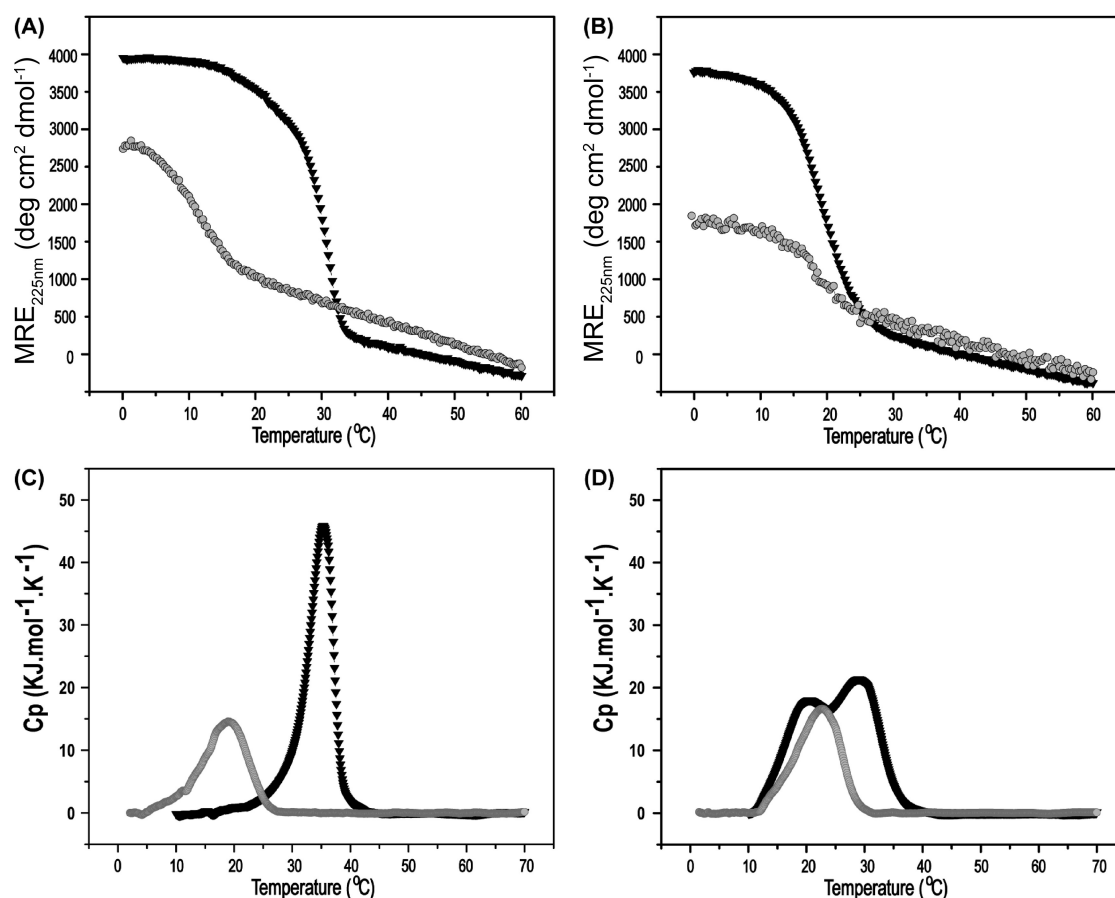 (A)
MRE225nm (deg cm² dmol⁻¹)
4000
3500
3000
2500
2000
1500
1000
500
0
0 10 20 30 40 50 60
Temperature (⁰C)
(B)
MRE225nm (deg cm² dmol⁻¹)
4000
3500
3000
2500
2000
1500
1000
500
0
0 10 20 30 40 50 60
Temperature (⁰C)
(C)
Cp (KJ.mol⁻¹.K⁻¹)
50
40
30
20
10
0
0 10 20 30 40 50 60 70
Temperature (⁰C)
(D)
Cp (KJ.mol⁻¹.K⁻¹)
50
40
30
20
10
0
0 10 20 30 40 50 60 70
Temperature (⁰C)